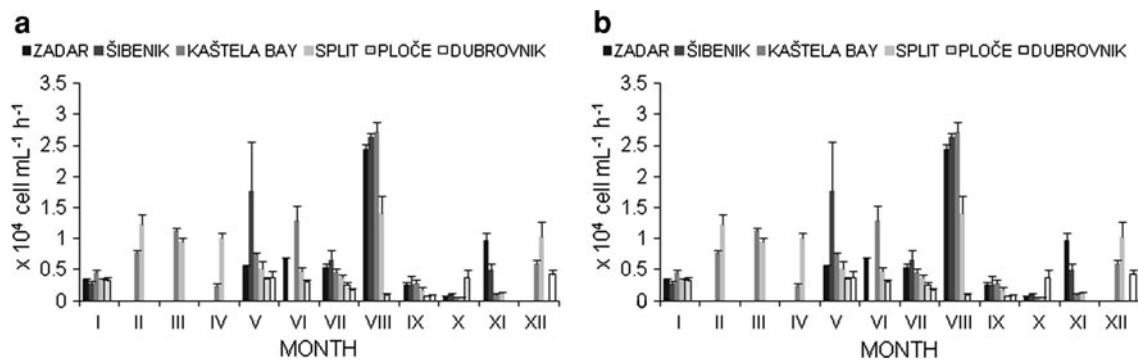 a
ZADAR ŠIBENIK KAŠTELA BAY SPLIT PLOČE DUBROVNIK
x 10⁴ cell mL⁻¹ h⁻¹
3.5
3
2.5
2
1.5
1
0.5
0
I II III IV V VI VII VIII IX X XI XII
MONTH
b
ZADAR ŠIBENIK KAŠTELA BAY SPLIT PLOČE DUBROVNIK
x 10⁴ cell mL⁻¹ h⁻¹
3.5
3
2.5
2
1.5
1
0.5
0
I II III IV V VI VII VIII IX X XI XII
MONTH